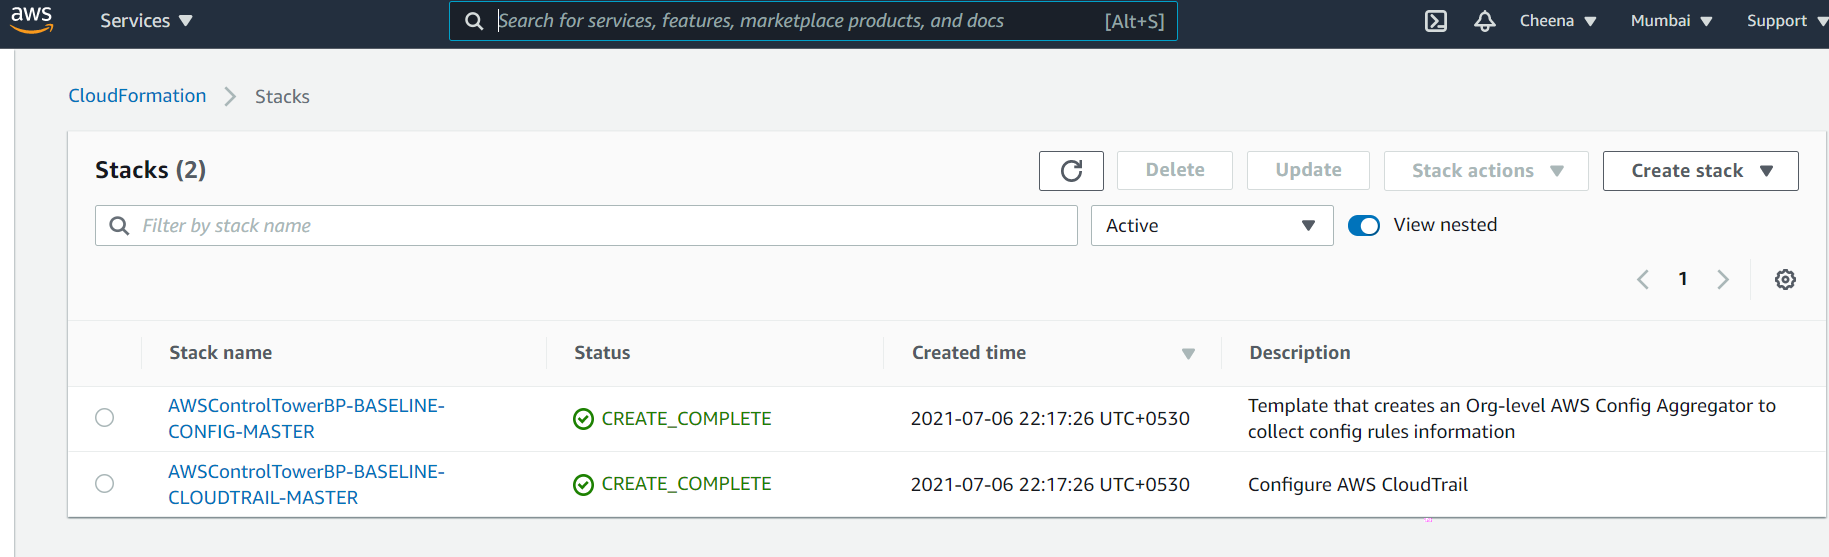 aws Services Search for services, features, marketplace products, and docs [Alt+S] Cheena Mumbai Support
CloudFormation Stacks
Stacks (2) Delete Update Stack actions Create stack
Filter by stack name Active View nested
1
Stack name Status Created time Description
AWSControlTowerBP-BASELINE-
CONFIG-MASTER
CREATE_COMPLETE
2021-07-06 22:17:26 UTC+0530
Template that creates an Org-level AWS Config Aggregator to
collect config rules information
AWSControlTowerBP-BASELINE-
CLOUDTRAIL-MASTER
CREATE_COMPLETE
2021-07-06 22:17:26 UTC+0530
Configure AWS CloudTrail